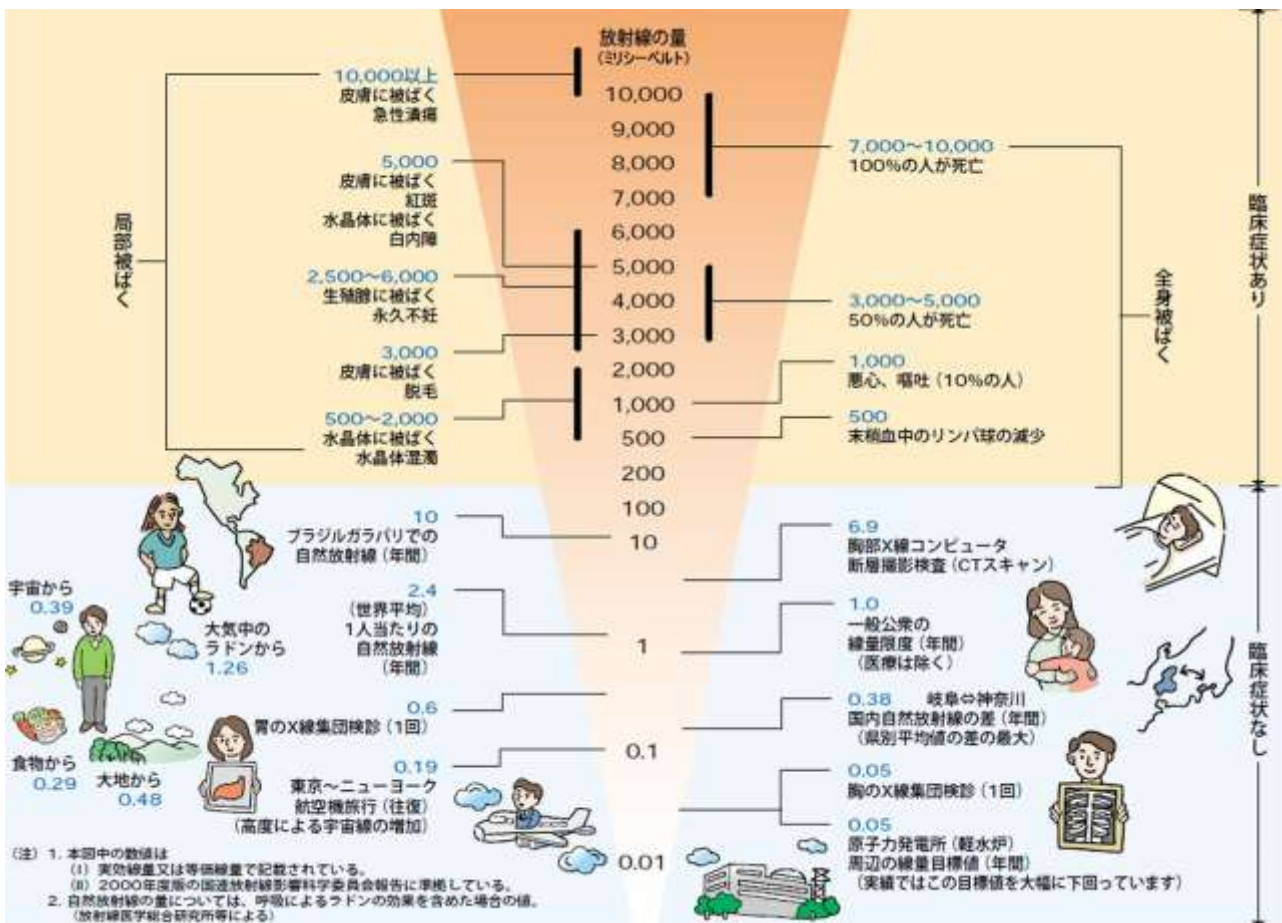 放射線の量
(ミリシーベルト)
10,000
9,000
8,000
7,000
6,000
5,000
4,000
3,000
2,000
1,000
500
200
100
10
1
0.1
0.01
局部被ばく
10,000以上
皮膚に被ばく
急性潰瘍
5,000
皮膚に被ばく
紅斑
水晶体に被ばく
白内障
2,500～6,000
生殖腺に被ばく
永久不妊
3,000
皮膚に被ばく
脱毛
500～2,000
水晶体に被ばく
水晶体混濁
7,000～10,000
100%の人が死亡
3,000～5,000
50%の人が死亡
1,000
悪心、嘔吐(10%の人)
500
末梢血中のリンパ球の減少
全身被ばく
臨床症状あり
10
ブラジルガラパリでの
自然放射線(年間)
宇宙から
0.39
大気中の
ラドンから
1.26
2.4
(世界平均)
1人当たりの
自然放射線
(年間)
0.6
胃のX線集団検診(1回)
食物から
0.29
大地から
0.48
0.19
東京～ニューヨーク
航空機旅行(往復)
(高度による宇宙線の増加)
6.9
胸部X線コンピュータ
断層撮影検査(CTスキャン)
1.0
一般公衆の
線量限度(年間)
(医療は除く)
0.38 岐阜⇔神奈川
国内自然放射線の差(年間)
(県別平均値の差の最大)
0.05
胸のX線集団検診(1回)
0.05
原子力発電所(軽水炉)
周辺の線量目標値(年間)
(実績ではこの目標値を大幅に下回っています)
臨床症状なし
(注) 1. 本図中の数値は
(I) 実効線量又は等価線量で記載されている。
(II) 2000年度版の国連放射線影響科学委員会報告に準拠している。
2. 自然放射線の量については、呼吸によるラドンの効果を含めた場合の値。
(放射線医学総合研究所等による)